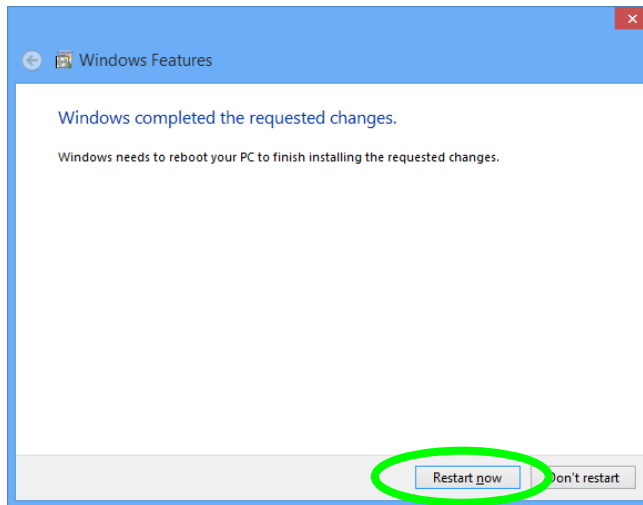 Windows Features
Windows completed the requested changes.
Windows needs to reboot your PC to finish installing the requested changes.
Restart now
Don't restart